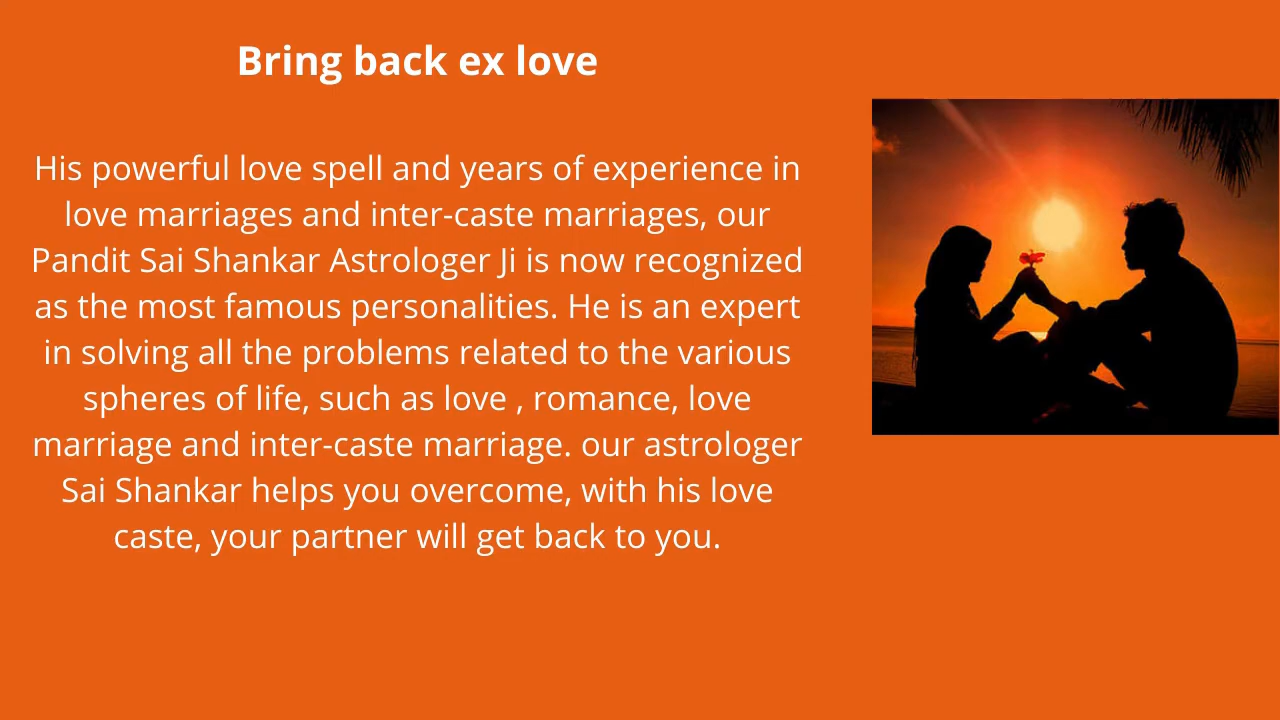 Bring back ex love
His powerful love spell and years of experience in
love marriages and inter-caste marriages, our
Pandit Sai Shankar Astrologer Ji is now recognized
as the most famous personalities. He is an expert
in solving all the problems related to the various
spheres of life, such as love , romance, love
marriage and inter-caste marriage. our astrologer
Sai Shankar helps you overcome, with his love
caste, your partner will get back to you.